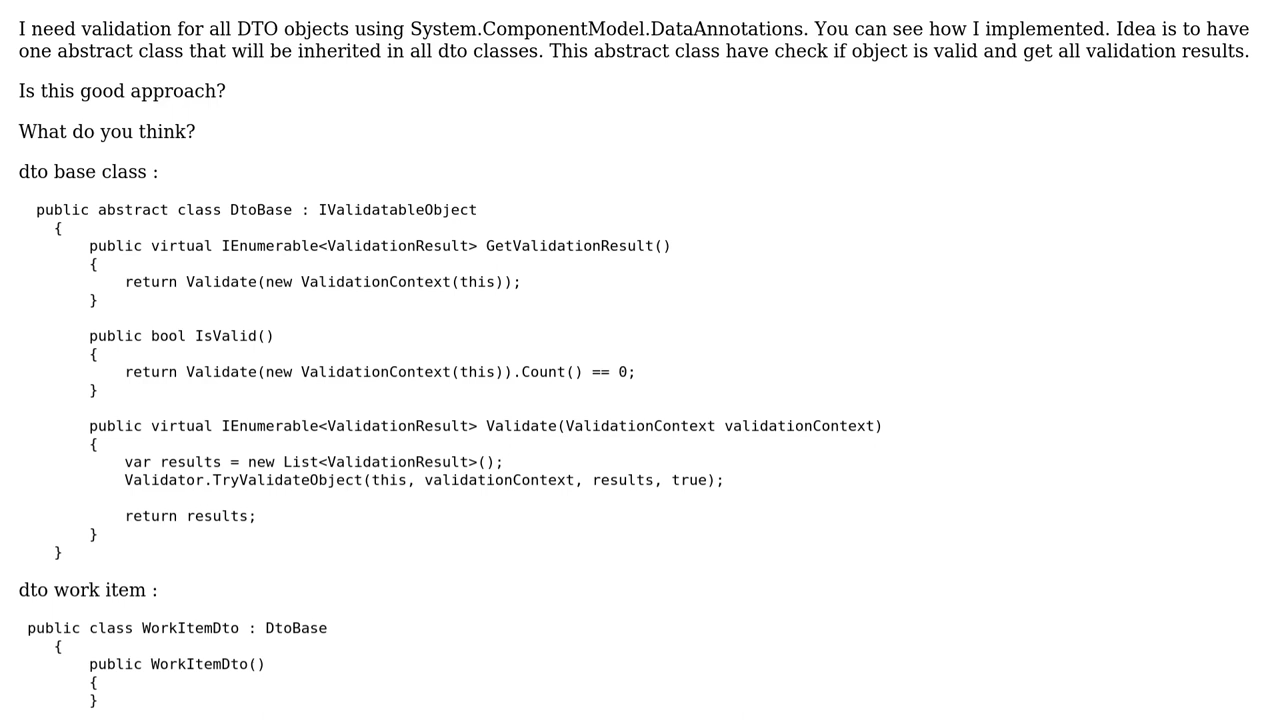 I need validation for all DTO objects using System.ComponentModel.DataAnnotations. You can see how I implemented. Idea is to have
one abstract class that will be inherited in all dto classes. This abstract class have check if object is valid and get all validation results.
Is this good approach?
What do you think?
dto base class :
public abstract class DtoBase : IValidatableObject
{
public virtual IEnumerable<ValidationResult> GetValidationResult()
{
return Validate(new ValidationContext(this));
}
public bool IsValid()
{
return Validate(new ValidationContext(this)).Count() == 0;
}
public virtual IEnumerable<ValidationResult> Validate(ValidationContext validationContext)
{
var results = new List<ValidationResult>();
Validator.TryValidateObject(this, validationContext, results, true);
return results;
}
}
dto work item :
public class WorkItemDto : DtoBase
{
public WorkItemDto()
{
}